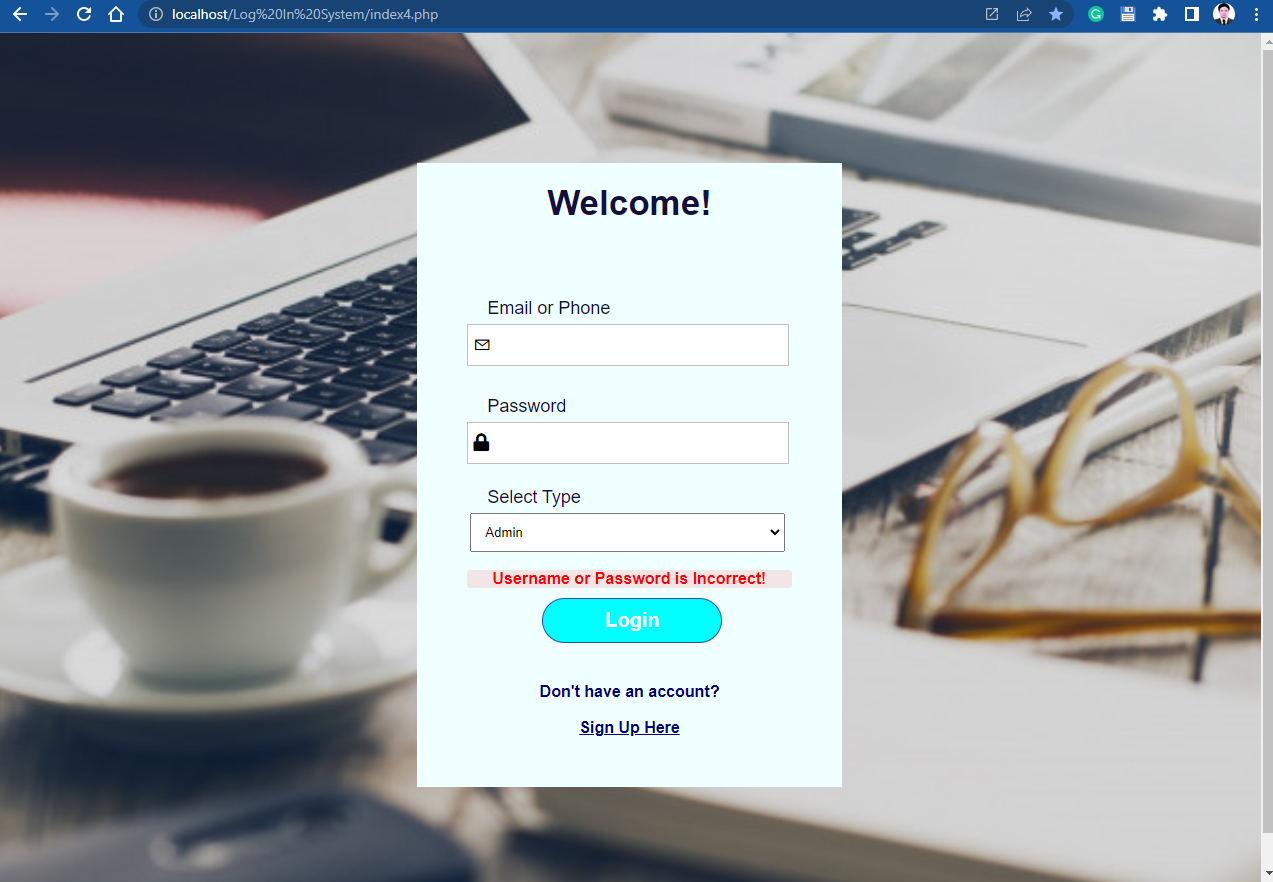 localhost/Log%20In%20System/index4.php
Welcome!
Email or Phone
Password
Select Type
Admin
Username or Password is Incorrect!
Login
Don't have an account?
Sign Up Here